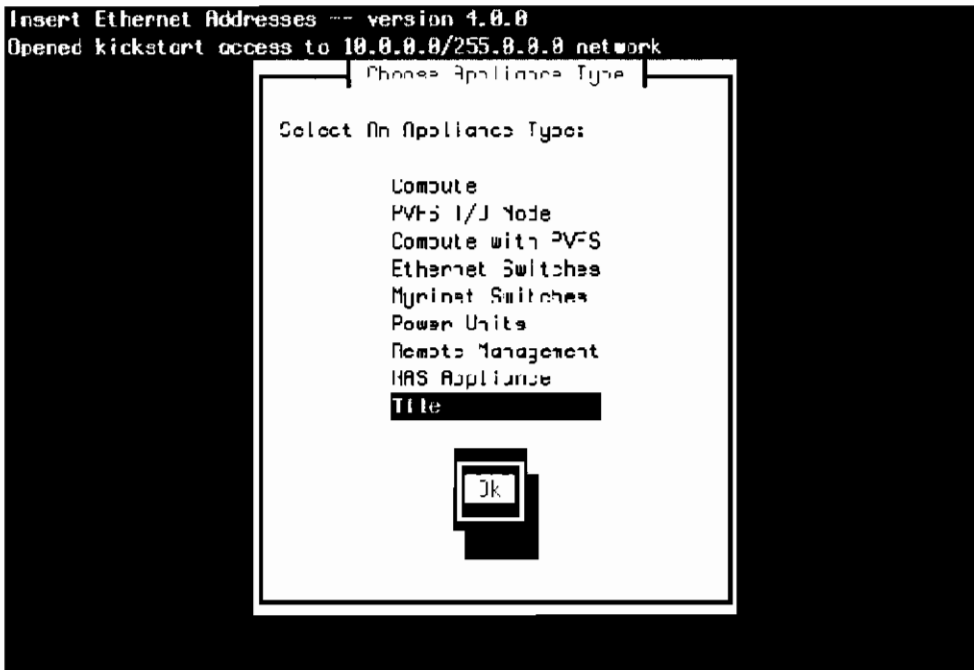 Insert Ethernet Addresses -- version 4.0.0
Opened kickstart access to 10.0.0.0/255.0.0.0 network
Choose Appliance Type
Select An Appliance Type:
Compute
PVFS I/O Node
Compute with PVFS
Ethernet Switches
Myrinet Switches
Power Units
Remote Management
NAS Appliance
Tile
Ok